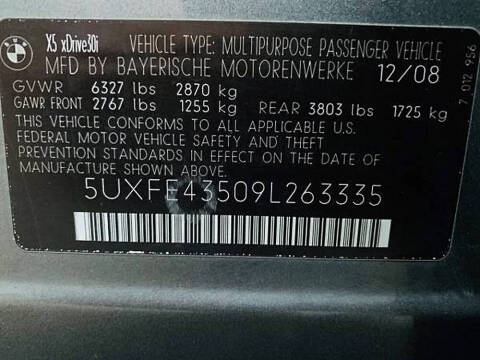 BMW X5 xDrive30i VEHICLE TYPE: MULTIPURPOSE PASSENGER VEHICLE
MFD BY BAYERISCHE MOTORENWERKE 12/08
GVWR 6327 lbs 2870 kg
GAWR FRONT 2767 lbs 1255 kg REAR 3803 lbs 1725 kg
THIS VEHICLE CONFORMS TO ALL APPLICABLE U.S.
FEDERAL MOTOR VEHICLE SAFETY AND THEFT
PREVENTION STANDARDS IN EFFECT ON THE DATE OF
MANUFACTURE SHOWN ABOVE.
5UXFE43509L263335
7 012 956